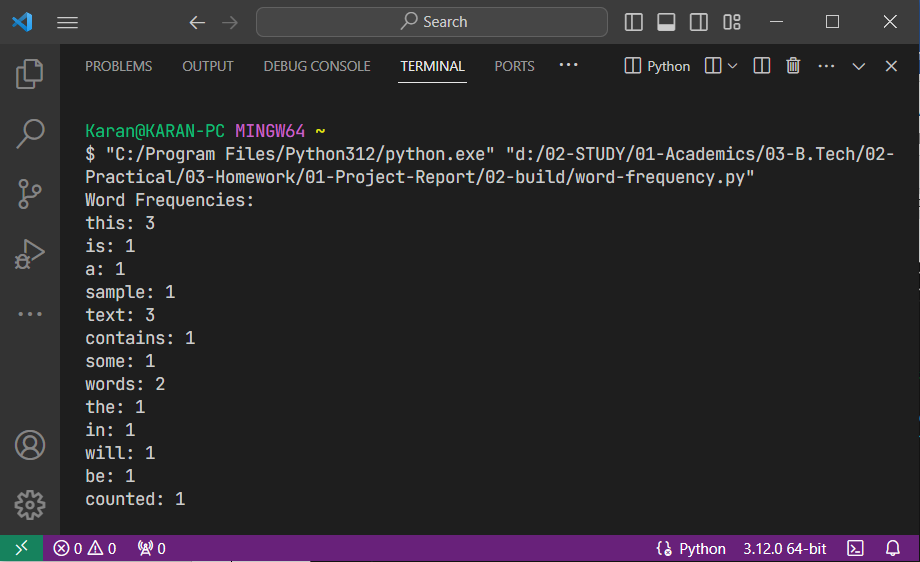 Search
PROBLEMS OUTPUT DEBUG CONSOLE TERMINAL PORTS ··· Python ···
Karan@KARAN-PC MINGW64 ~
$ "C:/Program Files/Python312/python.exe" "d:/02-STUDY/01-Academics/03-B.Tech/02-
Practical/03-Homework/01-Project-Report/02-build/word-frequency.py"
Word Frequencies:
this: 3
is: 1
a: 1
sample: 1
text: 3
contains: 1
some: 1
words: 2
the: 1
in: 1
will: 1
be: 1
counted: 1
0 0 0 Python 3.12.0 64-bit